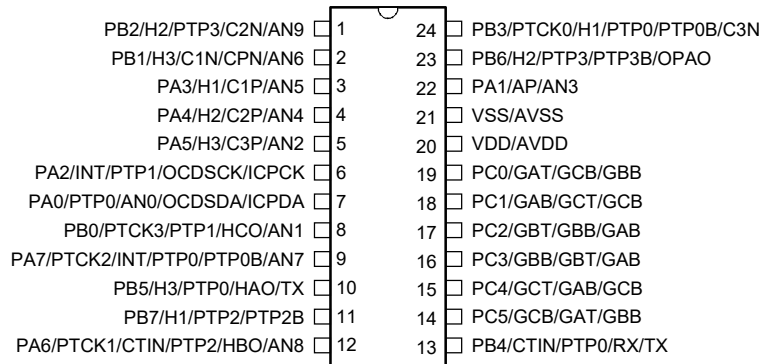 PB2/H2/PTP3/C2N/AN9 1 24 PB3/PTCK0/H1/PTP0/PTP0B/C3N
PB1/H3/C1N/CPN/AN6 2 23 PB6/H2/PTP3/PTP3B/OPAO
PA3/H1/C1P/AN5 3 22 PA1/AP/AN3
PA4/H2/C2P/AN4 4 21 VSS/AVSS
PA5/H3/C3P/AN2 5 20 VDD/AVDD
PA2/INT/PTP1/OCDSCK/ICPCK 6 19 PC0/GAT/GCB/GBB
PA0/PTP0/AN0/OCDSDA/ICPDA 7 18 PC1/GAB/GCT/GCB
PB0/PTCK3/PTP1/HCO/AN1 8 17 PC2/GBT/GBB/GAB
PA7/PTCK2/INT/PTP0/PTP0B/AN7 9 16 PC3/GBB/GBT/GAB
PB5/H3/PTP0/HAO/TX 10 15 PC4/GCT/GAB/GCB
PB7/H1/PTP2/PTP2B 11 14 PC5/GCB/GAT/GBB
PA6/PTCK1/CTIN/PTP2/HBO/AN8 12 13 PB4/CTIN/PTP0/RX/TX